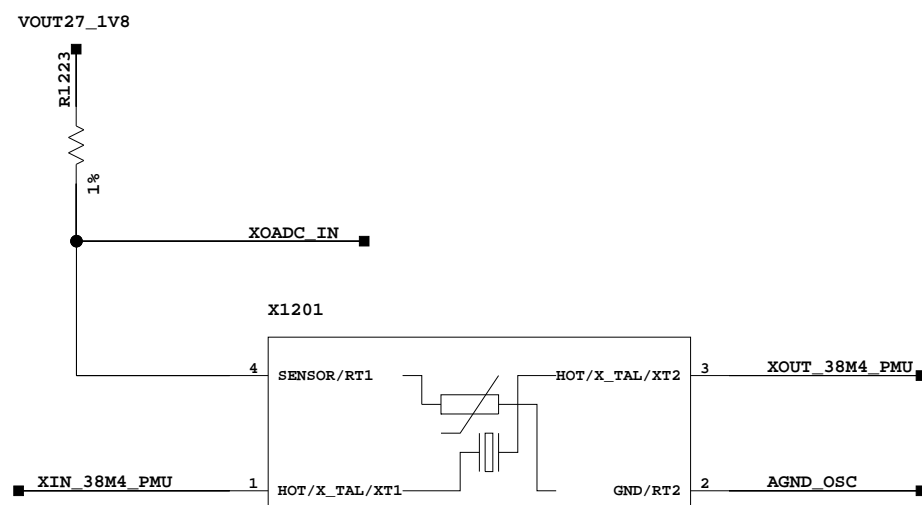 VOUT27_1V8
R1223
1%
XOADC_IN
X1201
4 SENSOR/RT1 HOT/X_TAL/XT2 3 XOUT_38M4_PMU
XIN_38M4_PMU 1 HOT/X_TAL/XT1 GND/RT2 2 AGND_OSC